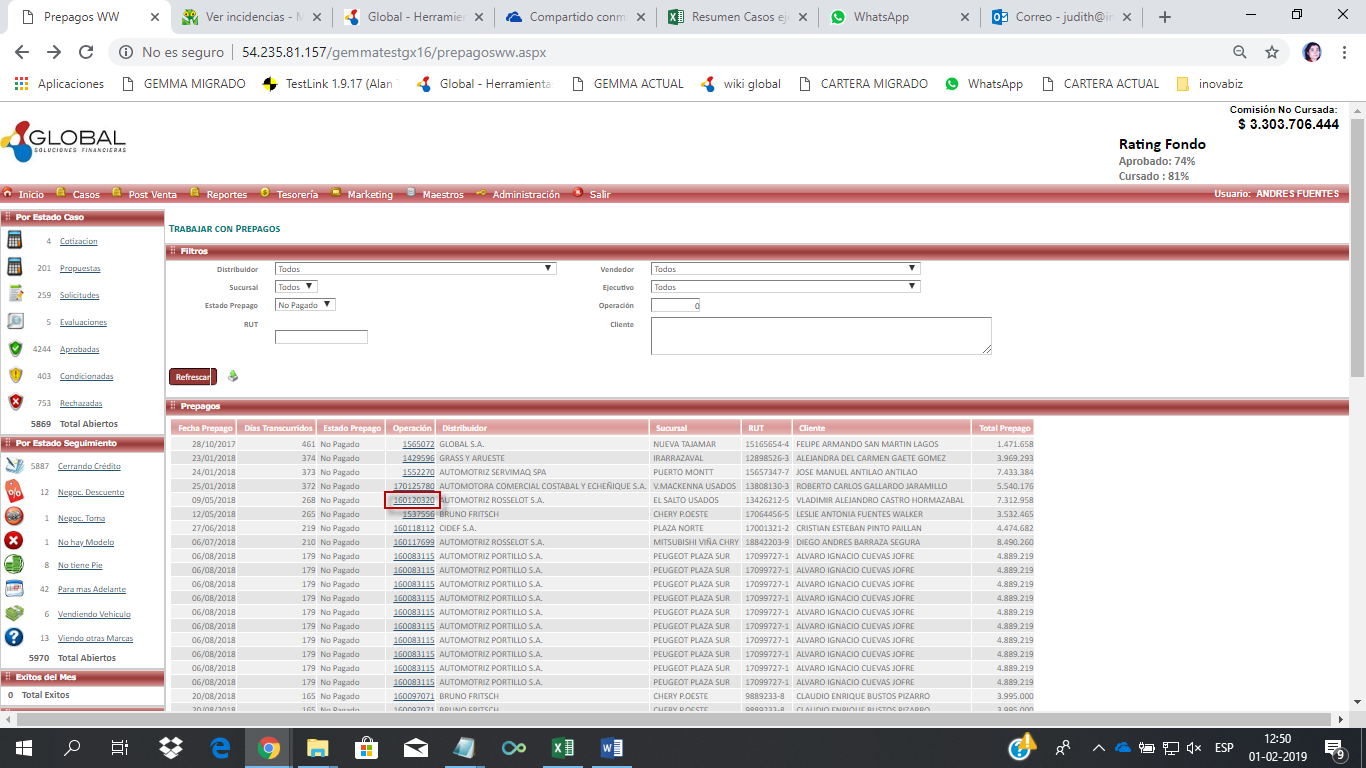 Prepagos WW
Ver incidencias - M
Global - Herramien
Compartido conm
Resumen Casos eje
WhatsApp
Correo - judith@in
No es seguro | 54.235.81.157/gemmatestgx16/prepagosww.aspx
Aplicaciones GEMMA MIGRADO TestLink 1.9.17 (Alan Global - Herramienta GEMMA ACTUAL wiki global CARTERA MIGRADO WhatsApp CARTERA ACTUAL inovabiz
Comisión No Cursada:
$ 3.303.706.444
GLOBAL
SOLUCIONES FINANCIERAS
Rating Fondo
Aprobado: 74%
Cursado : 81%
Inicio Casos Post Venta Reportes Tesorería Marketing Maestros Administración Salir Usuario: ANDRES FUENTES
Por Estado Caso
4 Cotizacion
201 Propuestas
259 Solicitudes
5 Evaluaciones
4244 Aprobadas
403 Condicionadas
753 Rechazadas
5869 Total Abiertos
Por Estado Seguimiento
5887 Cerrando Crédito
12 Negoc. Descuento
1 Negoc. Toma
1 No hay Modelo
8 No tiene Pie
42 Para mas Adelante
6 Vendiendo Vehiculo
13 Viendo otras Marcas
5970 Total Abiertos
Exitos del Mes
0 Total Exitos
TRABAJAR CON PREPAGOS
Filtros
Distribuidor Todos Vendedor Todos
Sucursal Todos Ejecutivo Todos
Estado Prepago No Pagado Operación 0
RUT Cliente
Refrescar
Prepagos
Fecha Prepago Días Transcurridos Estado Prepago Operación Distribuidor Sucursal RUT Cliente Total Prepago
28/10/2017 461 No Pagado 1565072 GLOBAL S.A. NUEVA TAJAMAR 15165654-4 FELIPE ARMANDO SAN MARTIN LAGOS 1.471.658
23/01/2018 374 No Pagado 1429596 GRASS Y ARUESTE IRARRAZAVAL 12898526-3 ALEJANDRA DEL CARMEN GAETE GOMEZ 3.969.293
24/01/2018 373 No Pagado 1552270 AUTOMOTRIZ SERVIMAQ SPA PUERTO MONTT 15657347-7 JOSE MANUEL ANTILAO ANTILAO 7.433.384
25/01/2018 372 No Pagado 170125780 AUTOMOTORA COMERCIAL COSTABAL Y ECHEÑIQUE S.A. V.MACKENNA USADOS 13808130-3 ROBERTO CARLOS GALLARDO JARAMILLO 5.540.176
09/05/2018 268 No Pagado 160120320 AUTOMOTRIZ ROSSELOT S.A. EL SALTO USADOS 13426212-5 VLADIMIR ALEJANDRO CASTRO HORMAZABAL 7.312.958
12/05/2018 265 No Pagado 1537556 BRUNO FRITSCH CHERY P.OESTE 17064456-5 LESLIE ANTONIA FUENTES WALKER 3.532.465
27/06/2018 219 No Pagado 160118112 CIDEF S.A. PLAZA NORTE 17001321-2 CRISTIAN ESTEBAN PINTO PAILLAN 4.474.682
06/07/2018 210 No Pagado 160117699 AUTOMOTRIZ ROSSELOT S.A. MITSUBISHI VIÑA CHRY 18842203-9 DIEGO ANDRES BARRAZA SEGURA 8.490.260
06/08/2018 179 No Pagado 160083115 AUTOMOTRIZ PORTILLO S.A. PEUGEOT PLAZA SUR 17099727-1 ALVARO IGNACIO CUEVAS JOFRE 4.889.219
06/08/2018 179 No Pagado 160083115 AUTOMOTRIZ PORTILLO S.A. PEUGEOT PLAZA SUR 17099727-1 ALVARO IGNACIO CUEVAS JOFRE 4.889.219
06/08/2018 179 No Pagado 160083115 AUTOMOTRIZ PORTILLO S.A. PEUGEOT PLAZA SUR 17099727-1 ALVARO IGNACIO CUEVAS JOFRE 4.889.219
06/08/2018 179 No Pagado 160083115 AUTOMOTRIZ PORTILLO S.A. PEUGEOT PLAZA SUR 17099727-1 ALVARO IGNACIO CUEVAS JOFRE 4.889.219
06/08/2018 179 No Pagado 160083115 AUTOMOTRIZ PORTILLO S.A. PEUGEOT PLAZA SUR 17099727-1 ALVARO IGNACIO CUEVAS JOFRE 4.889.219
06/08/2018 179 No Pagado 160083115 AUTOMOTRIZ PORTILLO S.A. PEUGEOT PLAZA SUR 17099727-1 ALVARO IGNACIO CUEVAS JOFRE 4.889.219
06/08/2018 179 No Pagado 160083115 AUTOMOTRIZ PORTILLO S.A. PEUGEOT PLAZA SUR 17099727-1 ALVARO IGNACIO CUEVAS JOFRE 4.889.219
06/08/2018 179 No Pagado 160083115 AUTOMOTRIZ PORTILLO S.A. PEUGEOT PLAZA SUR 17099727-1 ALVARO IGNACIO CUEVAS JOFRE 4.889.219
06/08/2018 179 No Pagado 160083115 AUTOMOTRIZ PORTILLO S.A. PEUGEOT PLAZA SUR 17099727-1 ALVARO IGNACIO CUEVAS JOFRE 4.889.219
06/08/2018 179 No Pagado 160083115 AUTOMOTRIZ PORTILLO S.A. PEUGEOT PLAZA SUR 17099727-1 ALVARO IGNACIO CUEVAS JOFRE 4.889.219
20/08/2018 165 No Pagado 160097071 BRUNO FRITSCH CHERY P.OESTE 9889233-8 CLAUDIO ENRIQUE BUSTOS PIZARRO 3.995.000
20/08/2018 165 No Pagado 160097071 BRUNO FRITSCH CHERY P.OESTE 9889233-8 CLAUDIO ENRIQUE BUSTOS PIZARRO 3.995.000
ESP
12:50
01-02-2019
9